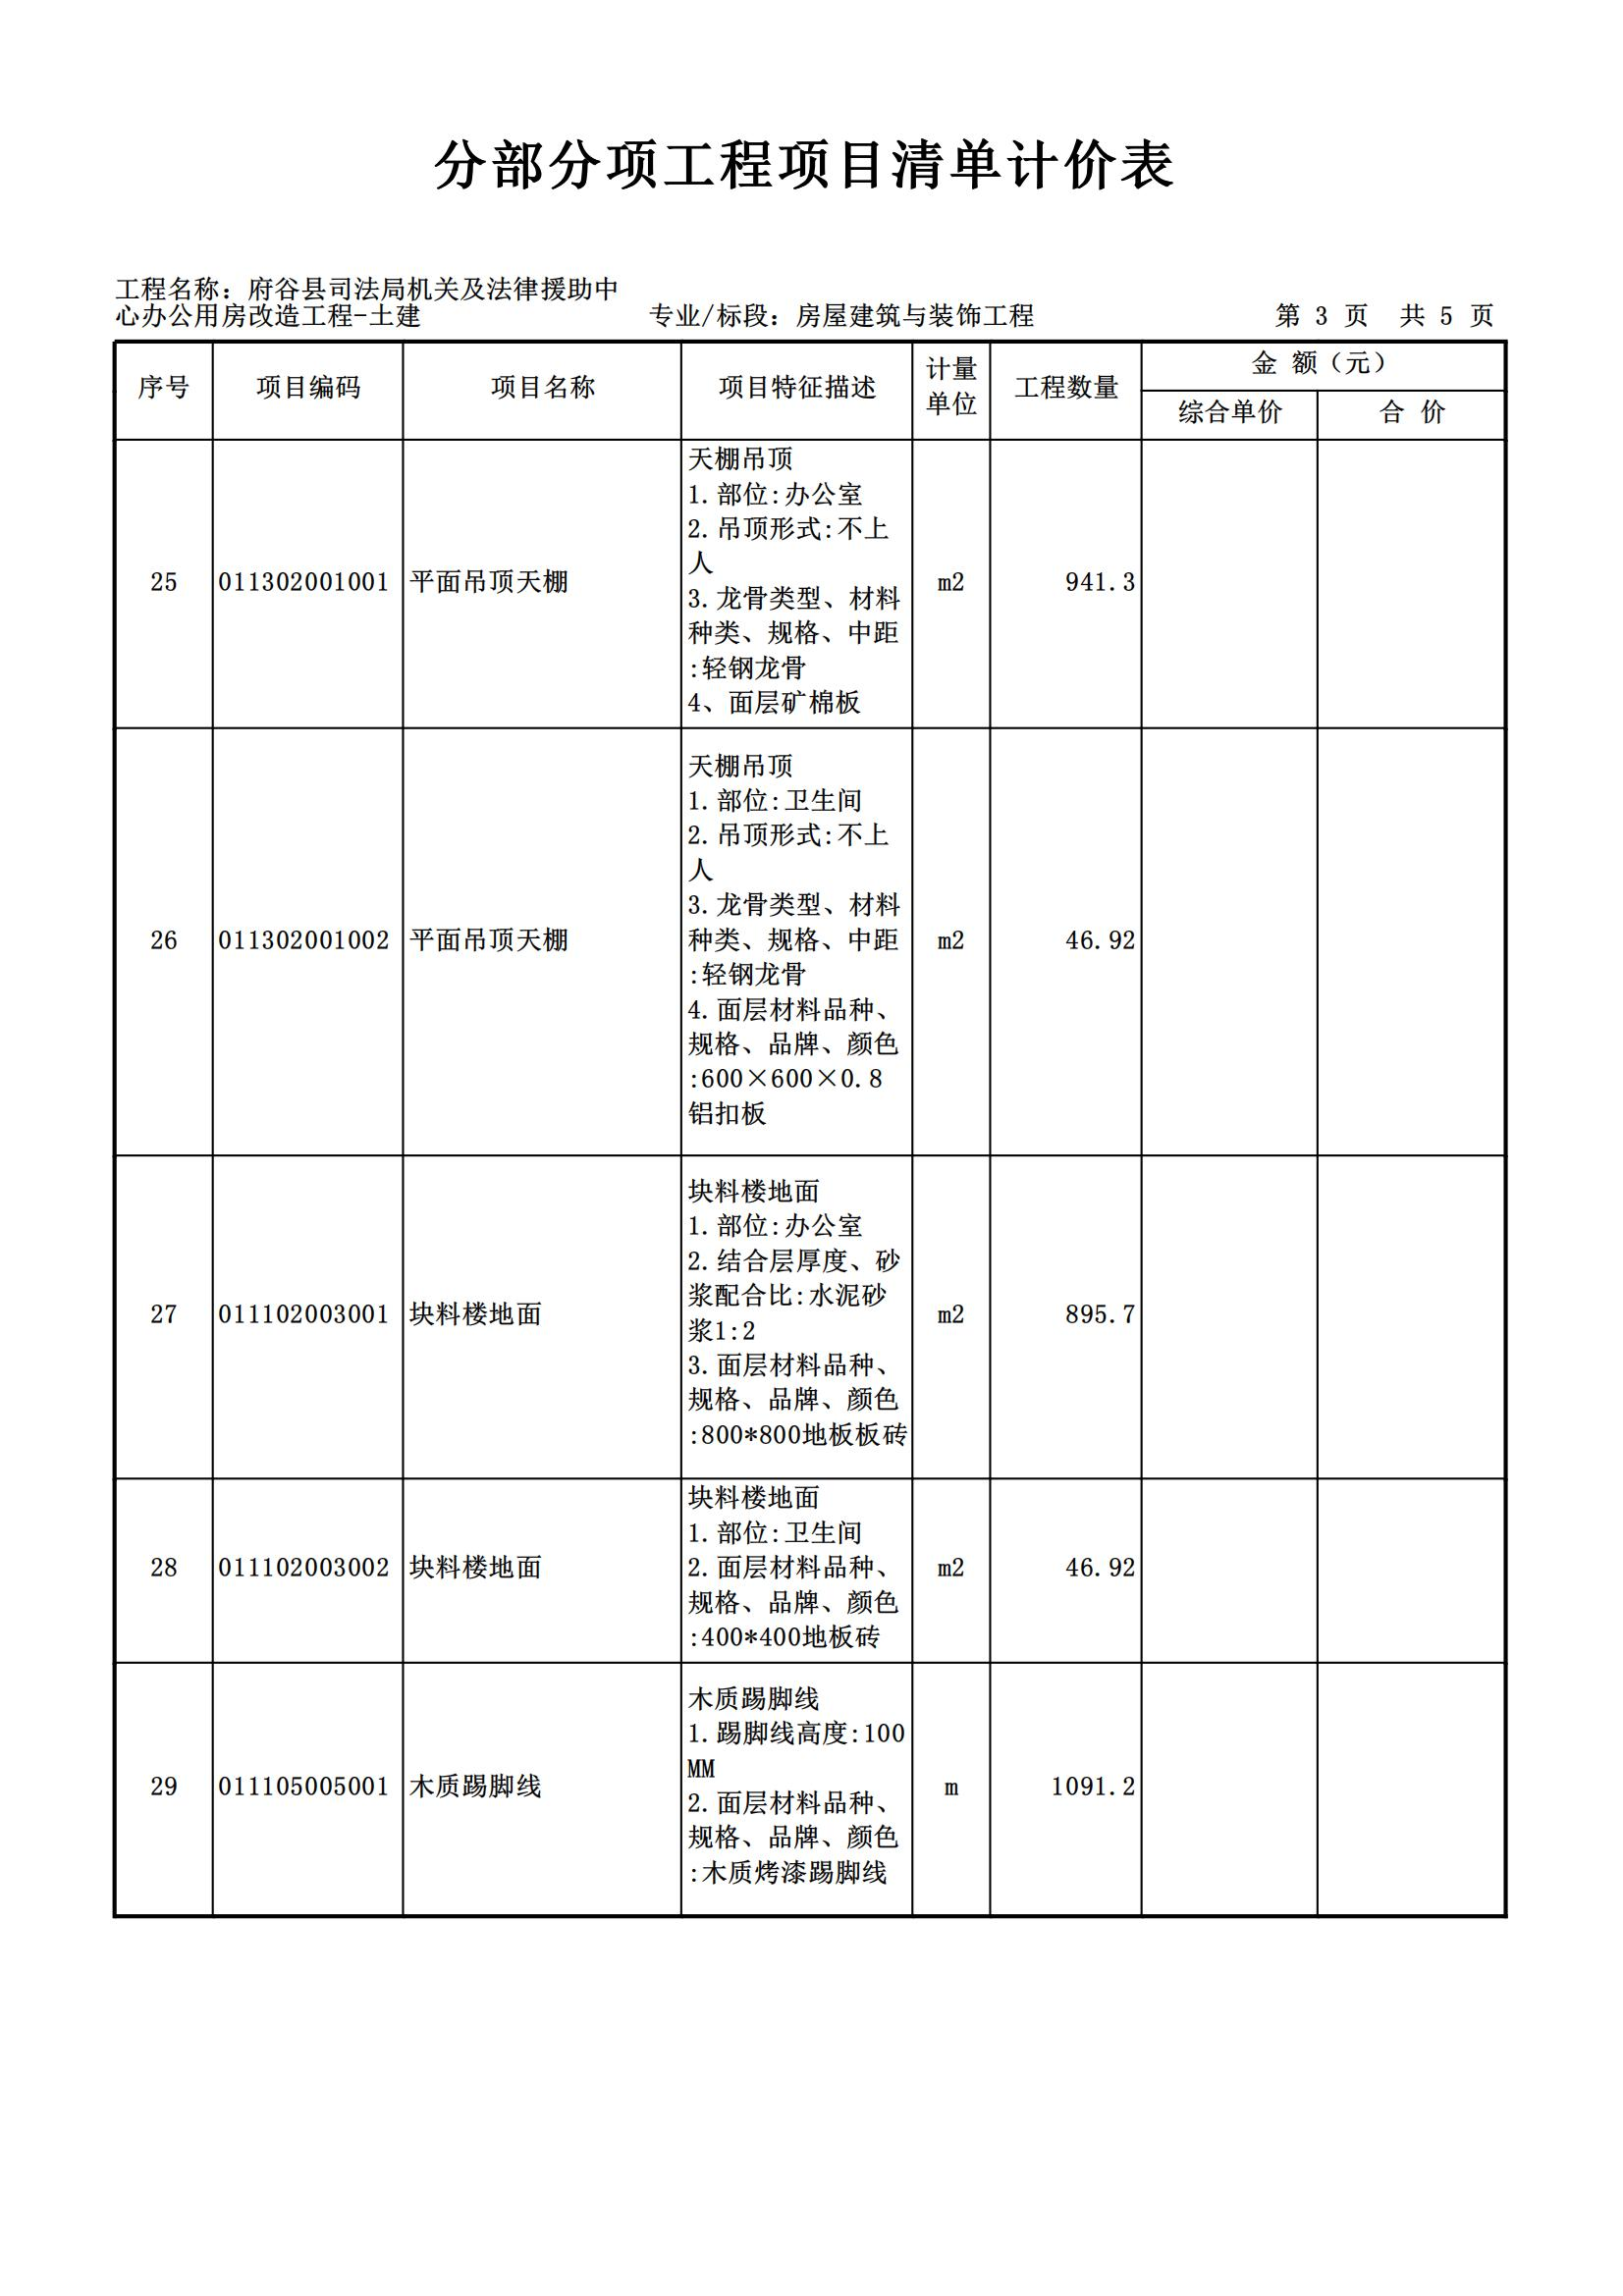 分部分项工程项目清单计价表
工程名称：府谷县司法局机关及法律援助中
心办公用房改造工程-土建
专业/标段：房屋建筑与装饰工程
第 3 页 共 5 页
序号
项目编码
项目名称
项目特征描述
计量
单位
工程数量
金 额（元）
综合单价
合 价
25
011302001001
平面吊顶天棚
天棚吊顶
1.部位:办公室
2.吊顶形式:不上
人
3.龙骨类型、材料
种类、规格、中距
:轻钢龙骨
4、面层矿棉板
m2
941.3
26
011302001002
平面吊顶天棚
天棚吊顶
1.部位:卫生间
2.吊顶形式:不上
人
3.龙骨类型、材料
种类、规格、中距
:轻钢龙骨
4.面层材料品种、
规格、品牌、颜色
:600×600×0.8
铝扣板
m2
46.92
27
011102003001
块料楼地面
块料楼地面
1.部位:办公室
2.结合层厚度、砂
浆配合比:水泥砂
浆1:2
3.面层材料品种、
规格、品牌、颜色
:800*800地板板砖
m2
895.7
28
011102003002
块料楼地面
块料楼地面
1.部位:卫生间
2.面层材料品种、
规格、品牌、颜色
:400*400地板砖
m2
46.92
29
011105005001
木质踢脚线
木质踢脚线
1.踢脚线高度:100
MM
2.面层材料品种、
规格、品牌、颜色
:木质烤漆踢脚线
m
1091.2